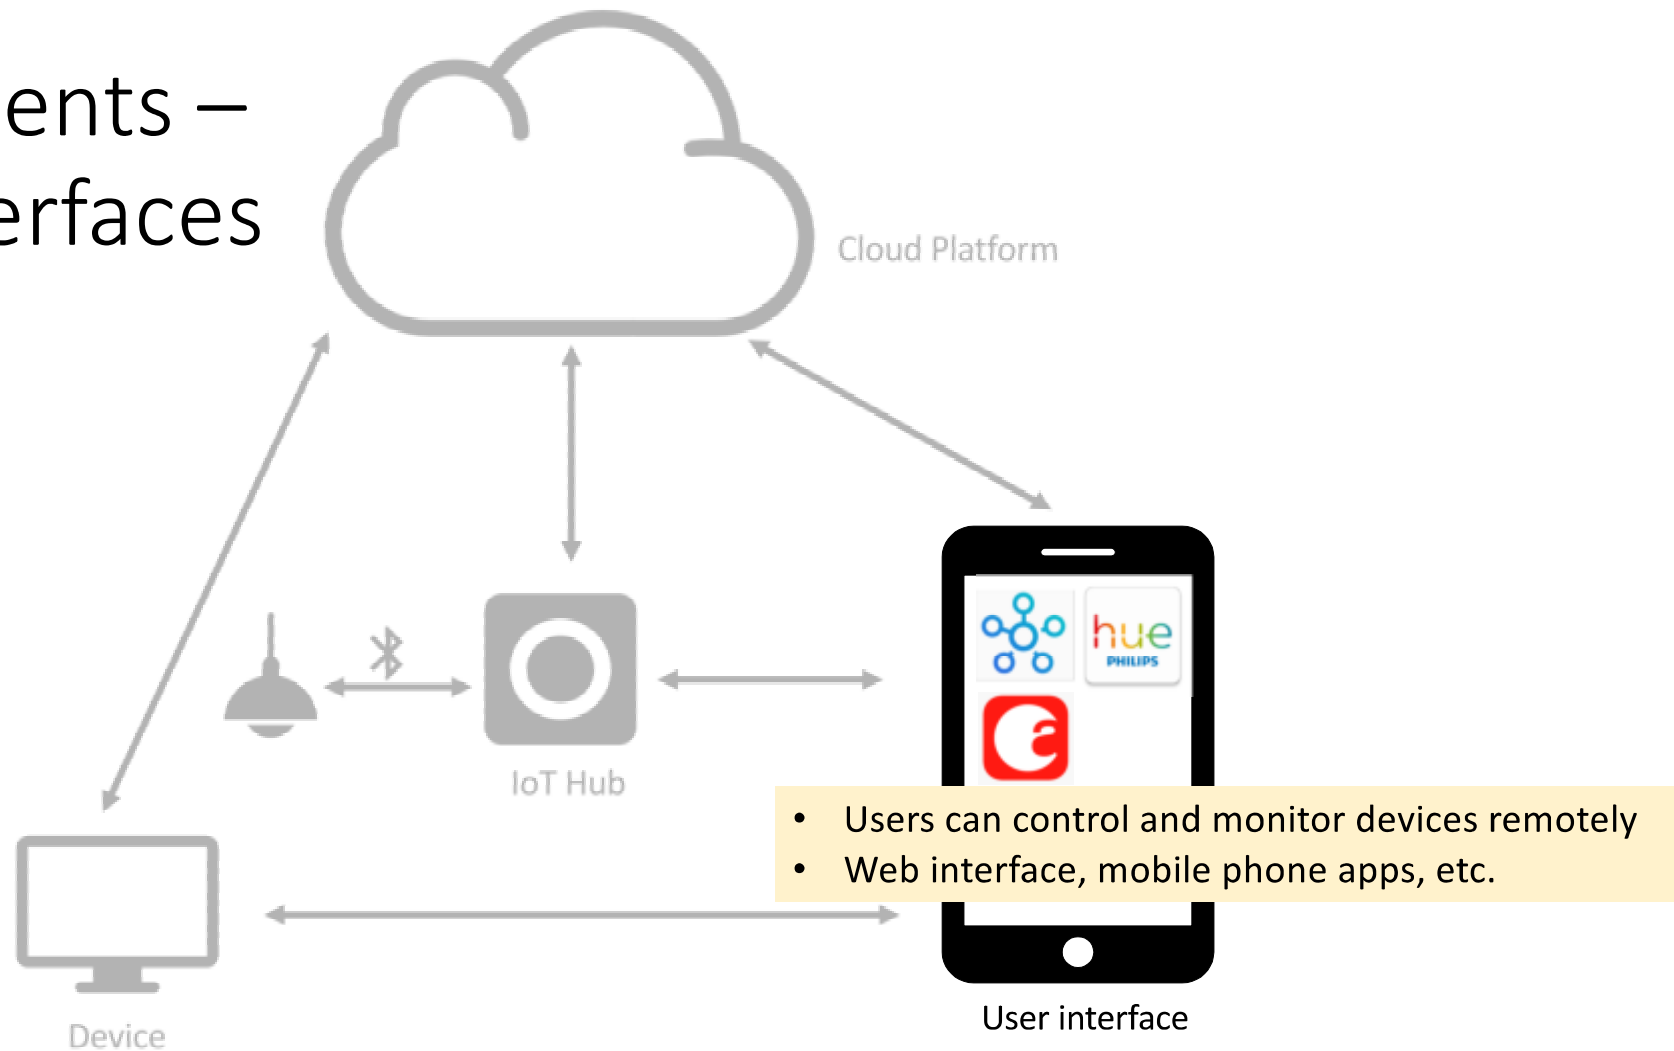 ents –
erfaces
Cloud Platform
hue
PHILIPS
a
IoT Hub
• Users can control and monitor devices remotely
• Web interface, mobile phone apps, etc.
User interface
Device